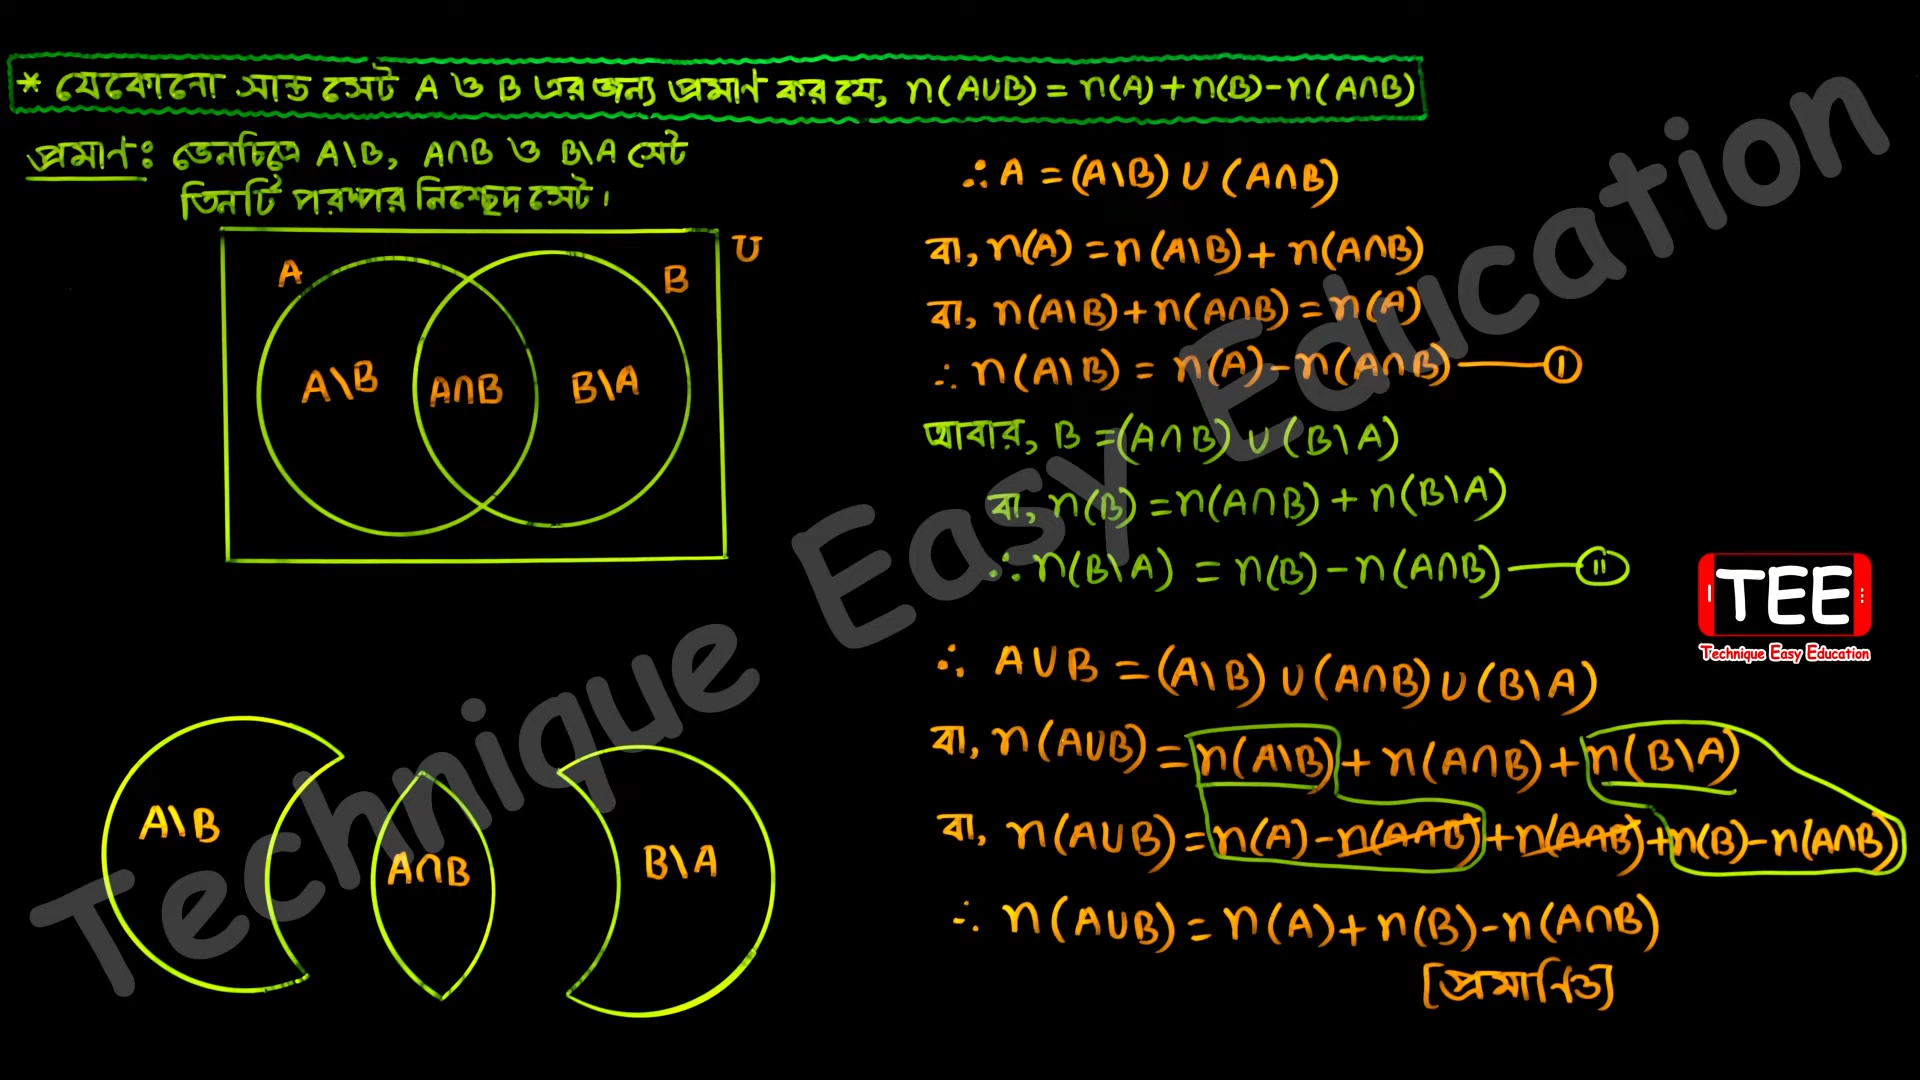 * যেকোনো সান্ত সেট A ও B এর জন্য প্রমাণ কর যে, n(A∪B) = n(A)+n(B)-n(A∩B)
প্রমাণঃ ভেনচিত্রে A\B, A∩B ও B\A সেট
তিনটি পরস্পর নিশ্ছেদ সেট।
U
A
B
A\B
A∩B
B\A
A\B
A∩B
B\A
∴ A = (A\B) ∪ (A∩B)
বা, n(A) = n(A\B) + n(A∩B)
বা, n(A\B) + n(A∩B) = n(A)
∴ n(A\B) = n(A) - n(A∩B) — (I)
আবার, B = (A∩B) ∪ (B\A)
বা, n(B) = n(A∩B) + n(B\A)
∴ n(B\A) = n(B) - n(A∩B) — (II)
∴ A∪B = (A\B) ∪ (A∩B) ∪ (B\A)
বা, n(A∪B) = n(A\B) + n(A∩B) + n(B\A)
বা, n(A∪B) = n(A) - n(A∩B) + n(A∩B) + n(B) - n(A∩B)
∴ n(A∪B) = n(A) + n(B) - n(A∩B)
[প্রমাণিত]
TEE
Technique Easy Education
Technique Easy Education